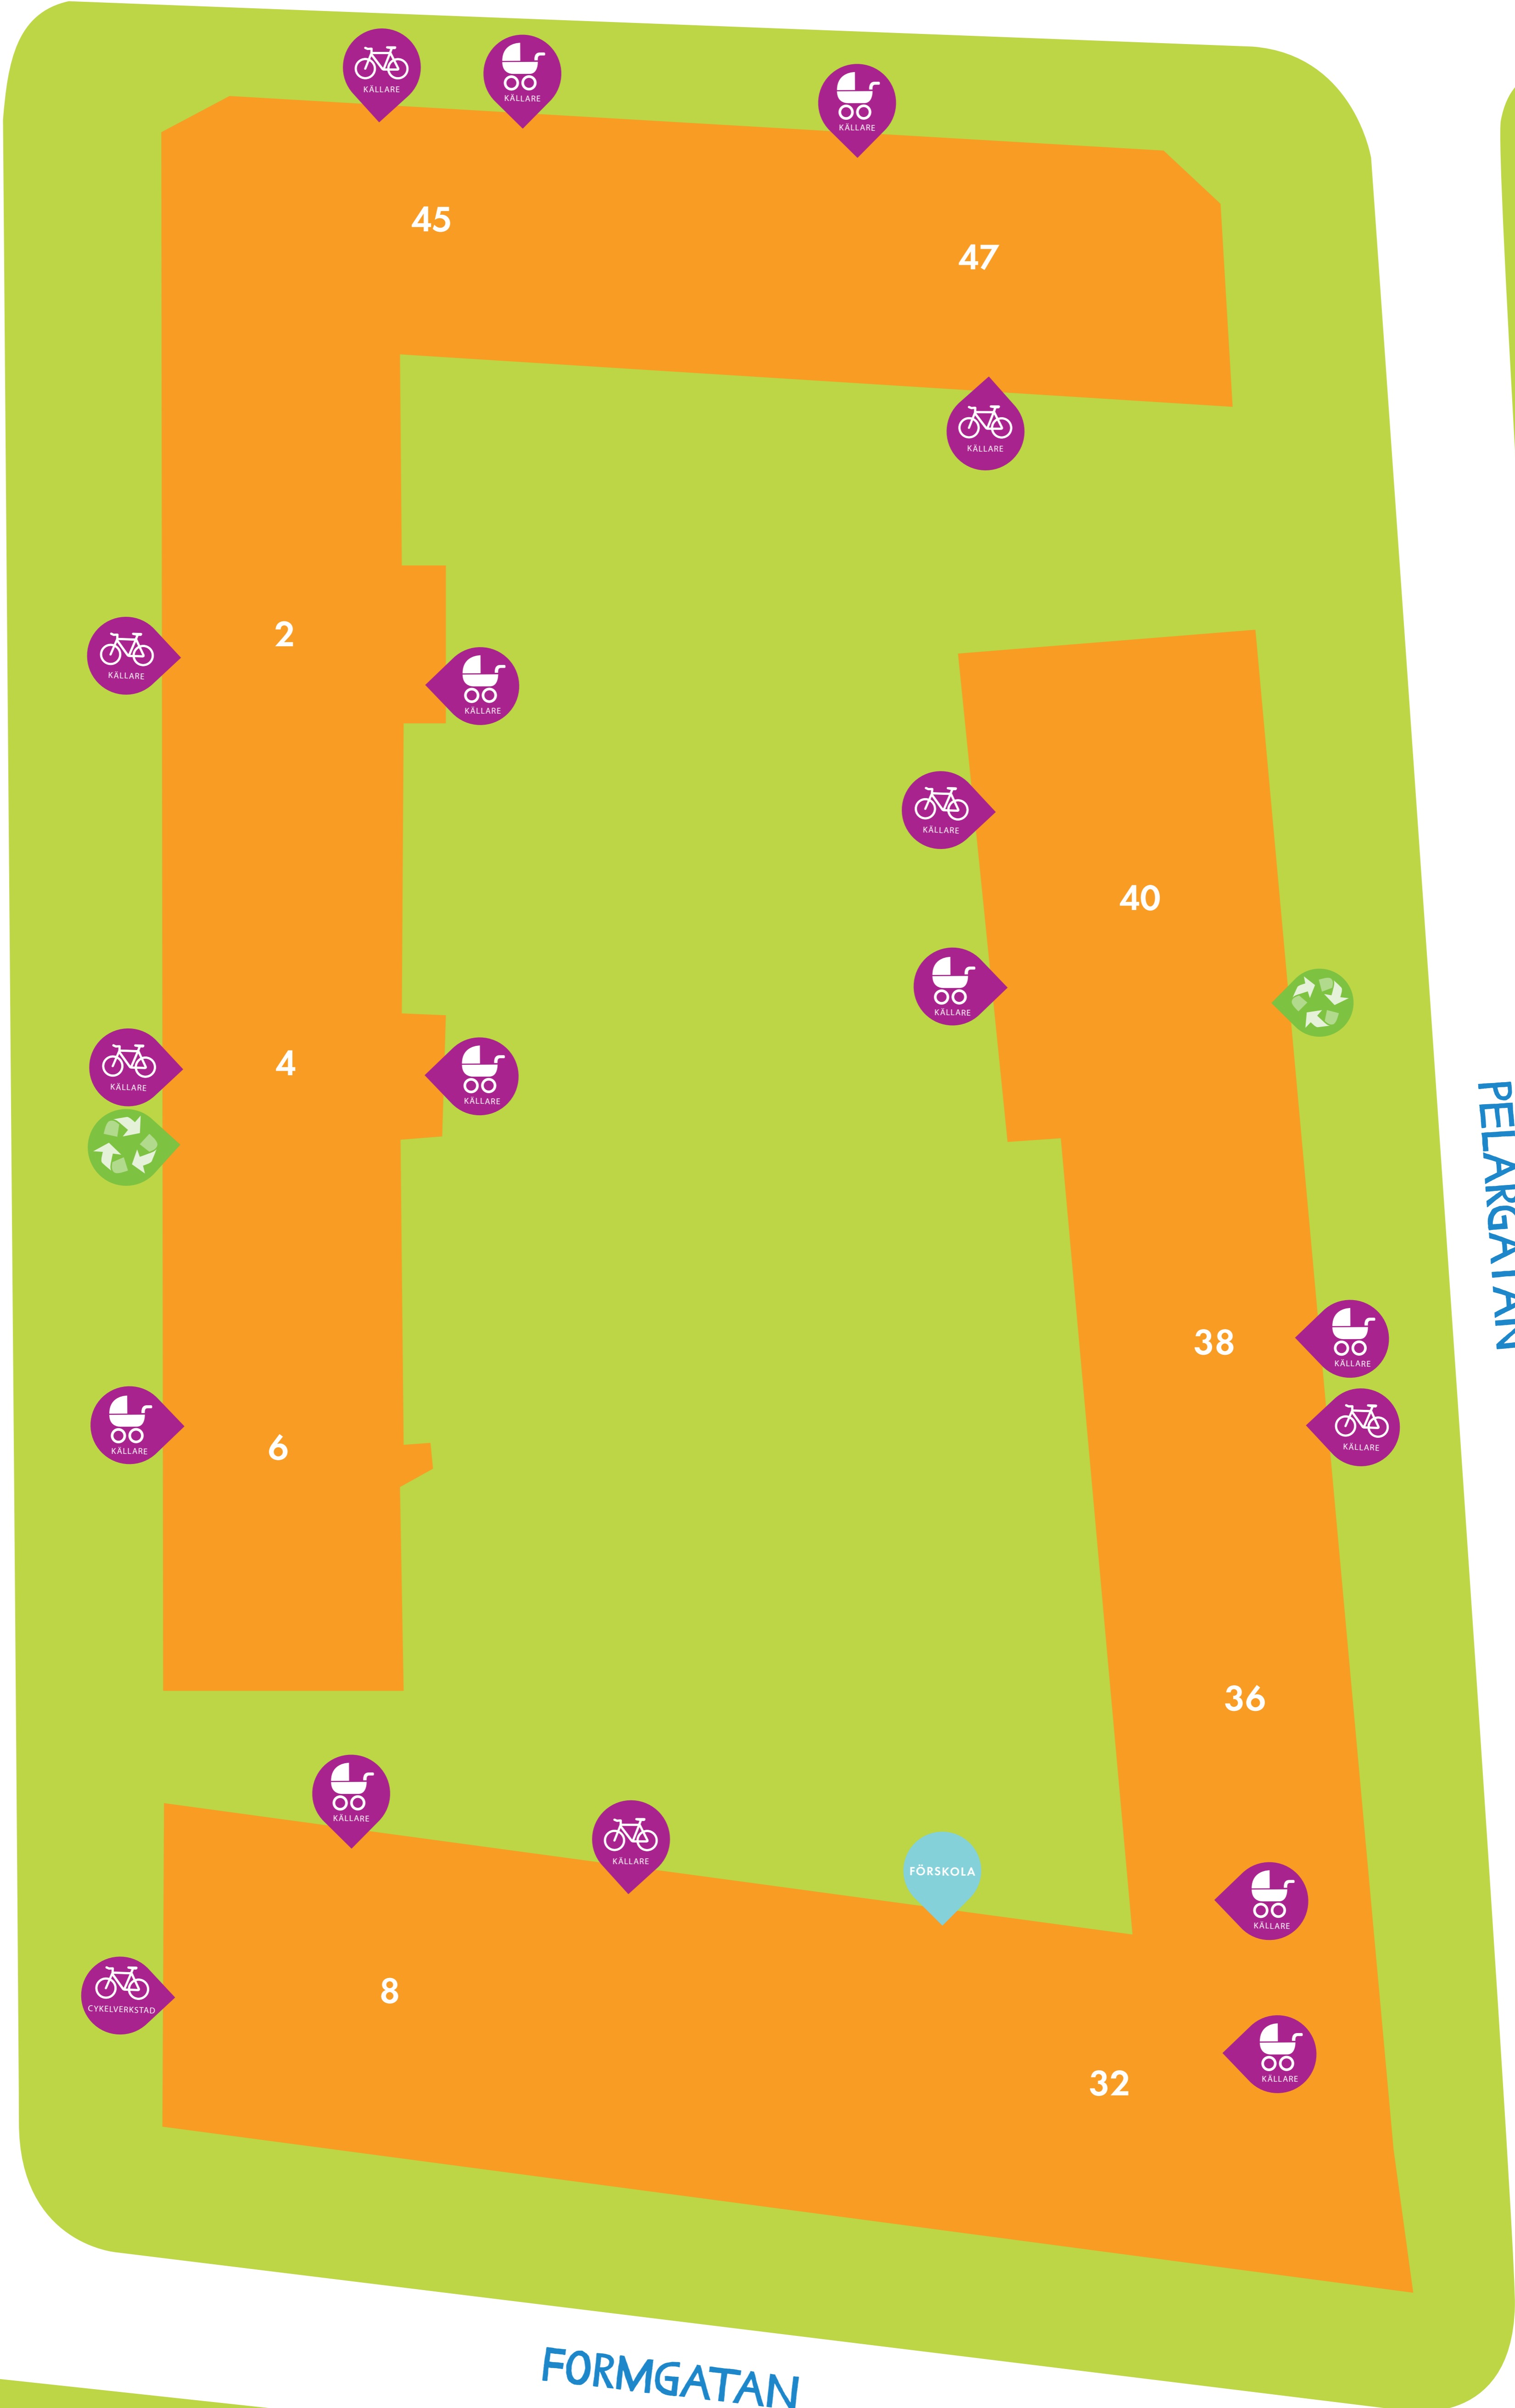 KÄLLARE
KÄLLARE
KÄLLARE
45
47
KÄLLARE
2
KÄLLARE
KÄLLARE
KÄLLARE
40
KÄLLARE
4
KÄLLARE
KÄLLARE
PELARGATAN
38
KÄLLARE
6
KÄLLARE
KÄLLARE
36
KÄLLARE
KÄLLARE
FÖRSKOLA
KÄLLARE
8
CYKELVERKSTAD
32
KÄLLARE
FORMGATAN